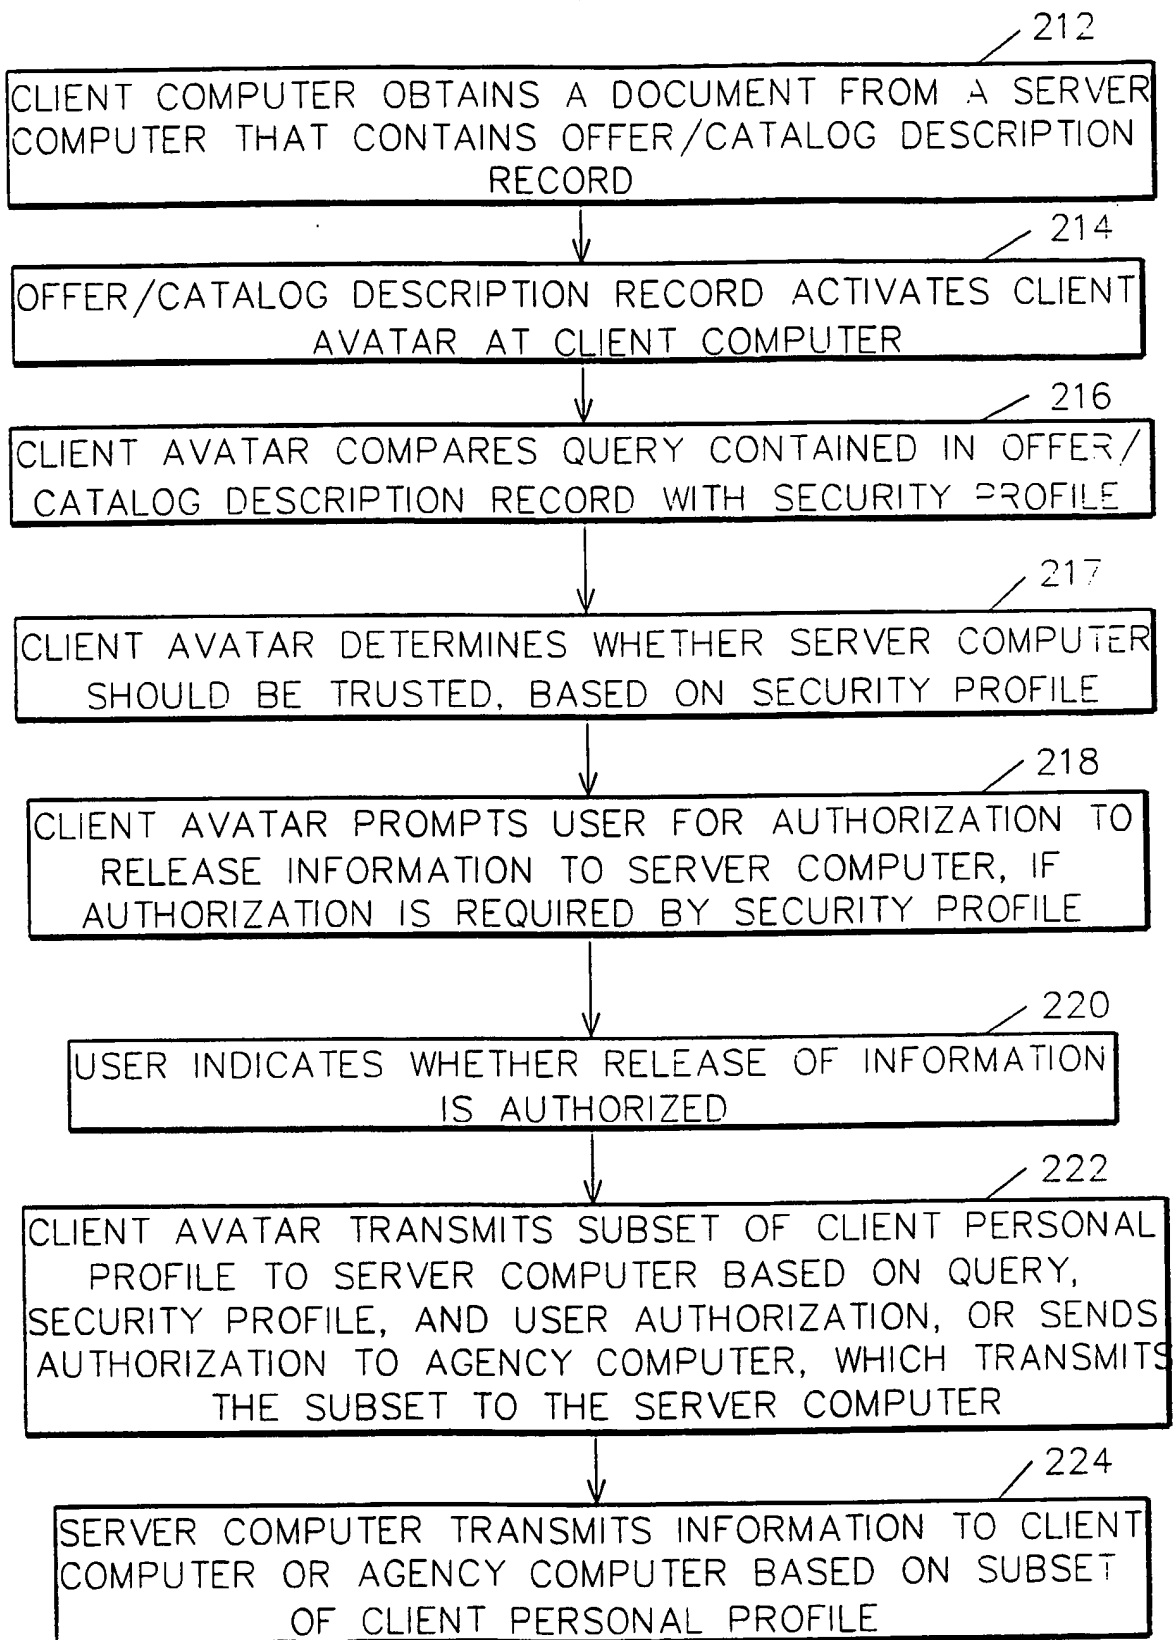 212
CLIENT COMPUTER OBTAINS A DOCUMENT FROM A SERVER
COMPUTER THAT CONTAINS OFFER/CATALOG DESCRIPTION
RECORD
214
OFFER/CATALOG DESCRIPTION RECORD ACTIVATES CLIENT
AVATAR AT CLIENT COMPUTER
216
CLIENT AVATAR COMPARES QUERY CONTAINED IN OFFER/
CATALOG DESCRIPTION RECORD WITH SECURITY PROFILE
217
CLIENT AVATAR DETERMINES WHETHER SERVER COMPUTER
SHOULD BE TRUSTED, BASED ON SECURITY PROFILE
218
CLIENT AVATAR PROMPTS USER FOR AUTHORIZATION TO
RELEASE INFORMATION TO SERVER COMPUTER, IF
AUTHORIZATION IS REQUIRED BY SECURITY PROFILE
220
USER INDICATES WHETHER RELEASE OF INFORMATION
IS AUTHORIZED
222
CLIENT AVATAR TRANSMITS SUBSET OF CLIENT PERSONAL
PROFILE TO SERVER COMPUTER BASED ON QUERY,
SECURITY PROFILE, AND USER AUTHORIZATION, OR SENDS
AUTHORIZATION TO AGENCY COMPUTER, WHICH TRANSMITS
THE SUBSET TO THE SERVER COMPUTER
224
SERVER COMPUTER TRANSMITS INFORMATION TO CLIENT
COMPUTER OR AGENCY COMPUTER BASED ON SUBSET
OF CLIENT PERSONAL PROFILE